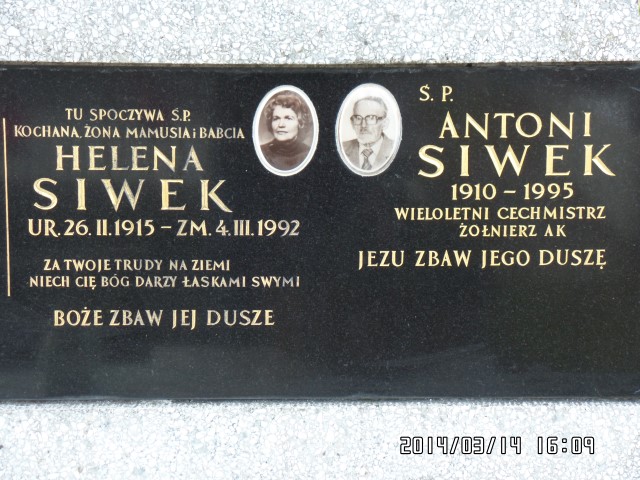 TU SPOCZYWA Ś.P.
KOCHANA, ŻONA MAMUSIA i BABCIA
HELENA
SIWEK
UR. 26. II. 1915 – ZM. 4. III. 1992
ZA TWOJE TRUDY NA ZIEMI
NIECH CIĘ BÓG DARZY ŁASKAMI SWYMI
BOŻE ZBAW JEJ DUSZE
Ś. P.
ANTONI
SIWEK
1910 – 1995
WIELOLETNI CECHMISTRZ
ŻOŁNIERZ AK
JEZU ZBAW JEGO DUSZĘ
2014/03/14 16:09